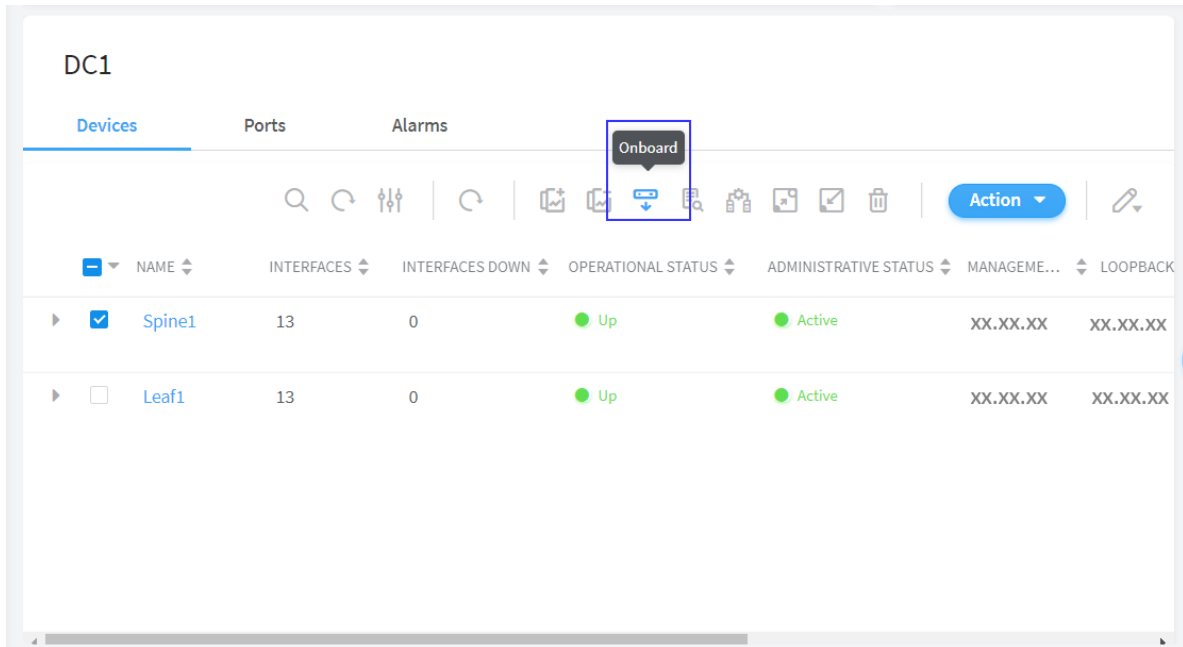 DC1
Devices Ports Alarms
Onboard
Action
NAME INTERFACES INTERFACES DOWN OPERATIONAL STATUS ADMINISTRATIVE STATUS MANAGEME... LOOPBACK
Spine1 13 0 Up Active XX.XX.XX XX.XX.XX
Leaf1 13 0 Up Active XX.XX.XX XX.XX.XX